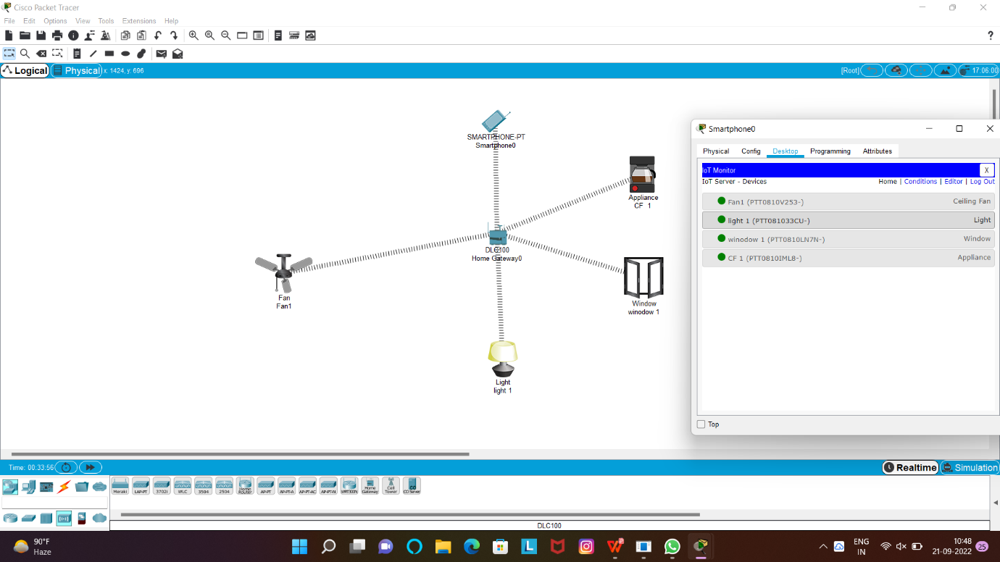 Cisco Packet Tracer
File Edit Options View Tools Extensions Help
?
Logical Physical x: 1424, y: 696 [Root] 17:06:00
SMARTPHONE-PT
Smartphone0
Appliance
CF 1
DLC100
Home Gateway0
Fan
Fan1
Window
winodow 1
Light
light 1
Smartphone0
Physical Config Desktop Programming Attributes
IoT Monitor X
IoT Server - Devices Home | Conditions | Editor | Log Out
Fan1 (PTT0810V253-) Ceiling Fan
light 1 (PTT081033CU-) Light
winodow 1 (PTT0810LN7N-) Window
CF 1 (PTT0810IML8-) Appliance
Top
Time: 00:33:56 Realtime Simulation
Meraki LAP-PT 3702i WLC 3504 2504 Home Router AP-PT AP-PT-A AP-PT-AC AP-PT-N WRT300N Home Gateway Cell Tower CO Server
DLC100
90°F
Haze
ENG
IN
10:48
21-09-2022
25